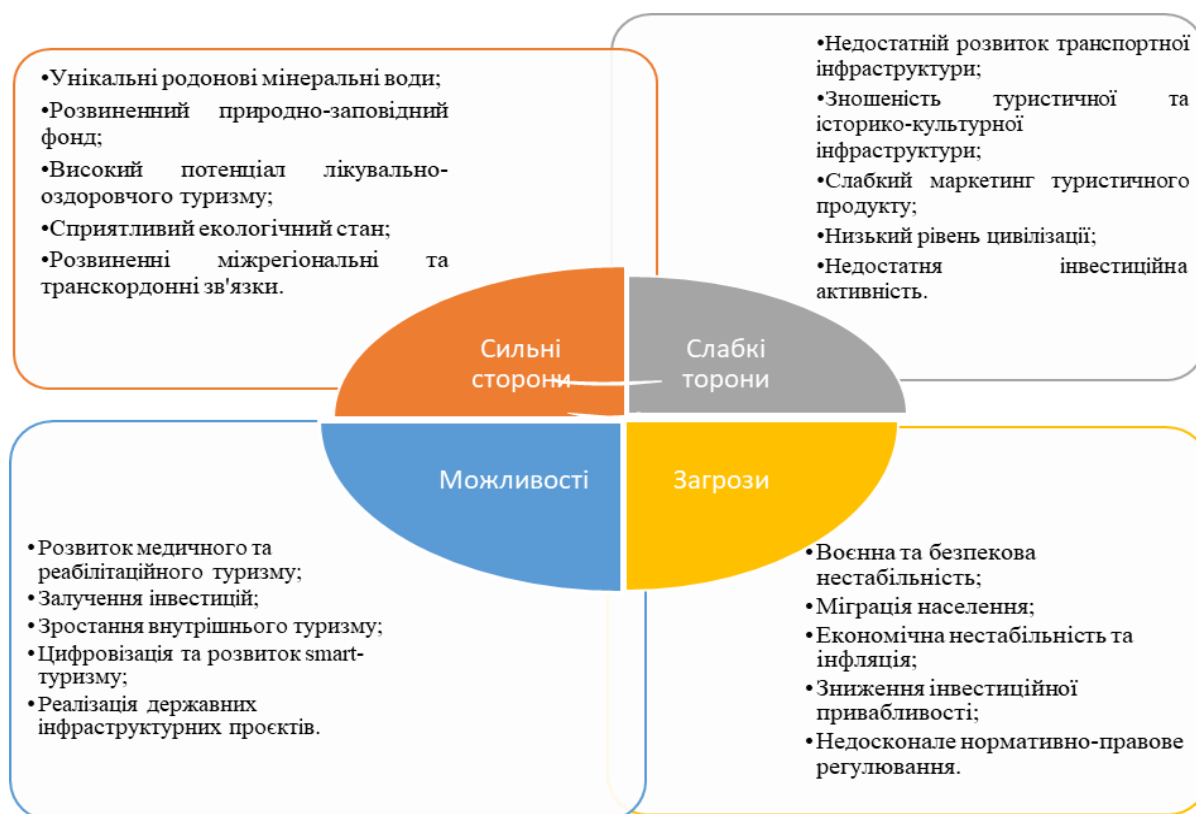 •Унікальні родонові мінеральні води;
•Розвиненний природно-заповідний
фонд;
•Високий потенціал лікувально-
оздоровчого туризму;
•Сприятливий екологічний стан;
•Розвиненні міжрегіональні та
транскордонні зв'язки.
•Недостатній розвиток транспортної
інфраструктури;
•Зношеність туристичної та
історико-культурної
інфраструктури;
•Слабкий маркетинг туристичного
продукту;
•Низький рівень цивілізації;
•Недостатня інвестиційна
активність.
Сильні
сторони
Слабкі
торони
Можливості
Загрози
•Розвиток медичного та
реабілітаційного туризму;
•Залучення інвестицій;
•Зростання внутрішнього туризму;
•Цифровізація та розвиток smart-
туризму;
•Реалізація державних
інфраструктурних проєктів.
•Воєнна та безпекова
нестабільність;
•Міграція населення;
•Економічна нестабільність та
інфляція;
•Зниження інвестиційної
привабливості;
•Недосконале нормативно-правове
регулювання.